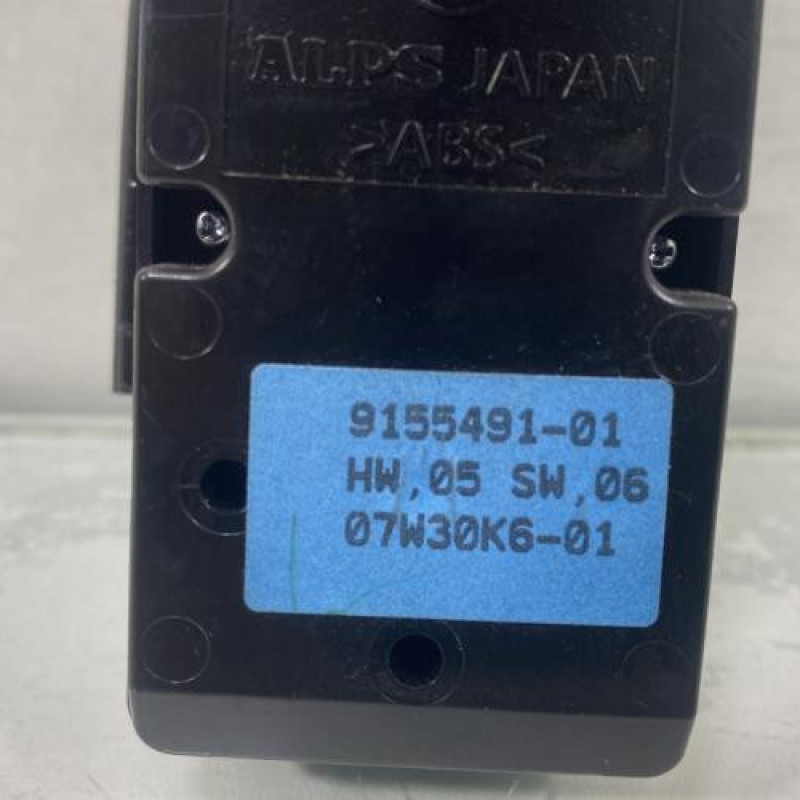 ALPS JAPAN
>ABS<
9155491-01
HW,05 SW,06
07W30K6-01